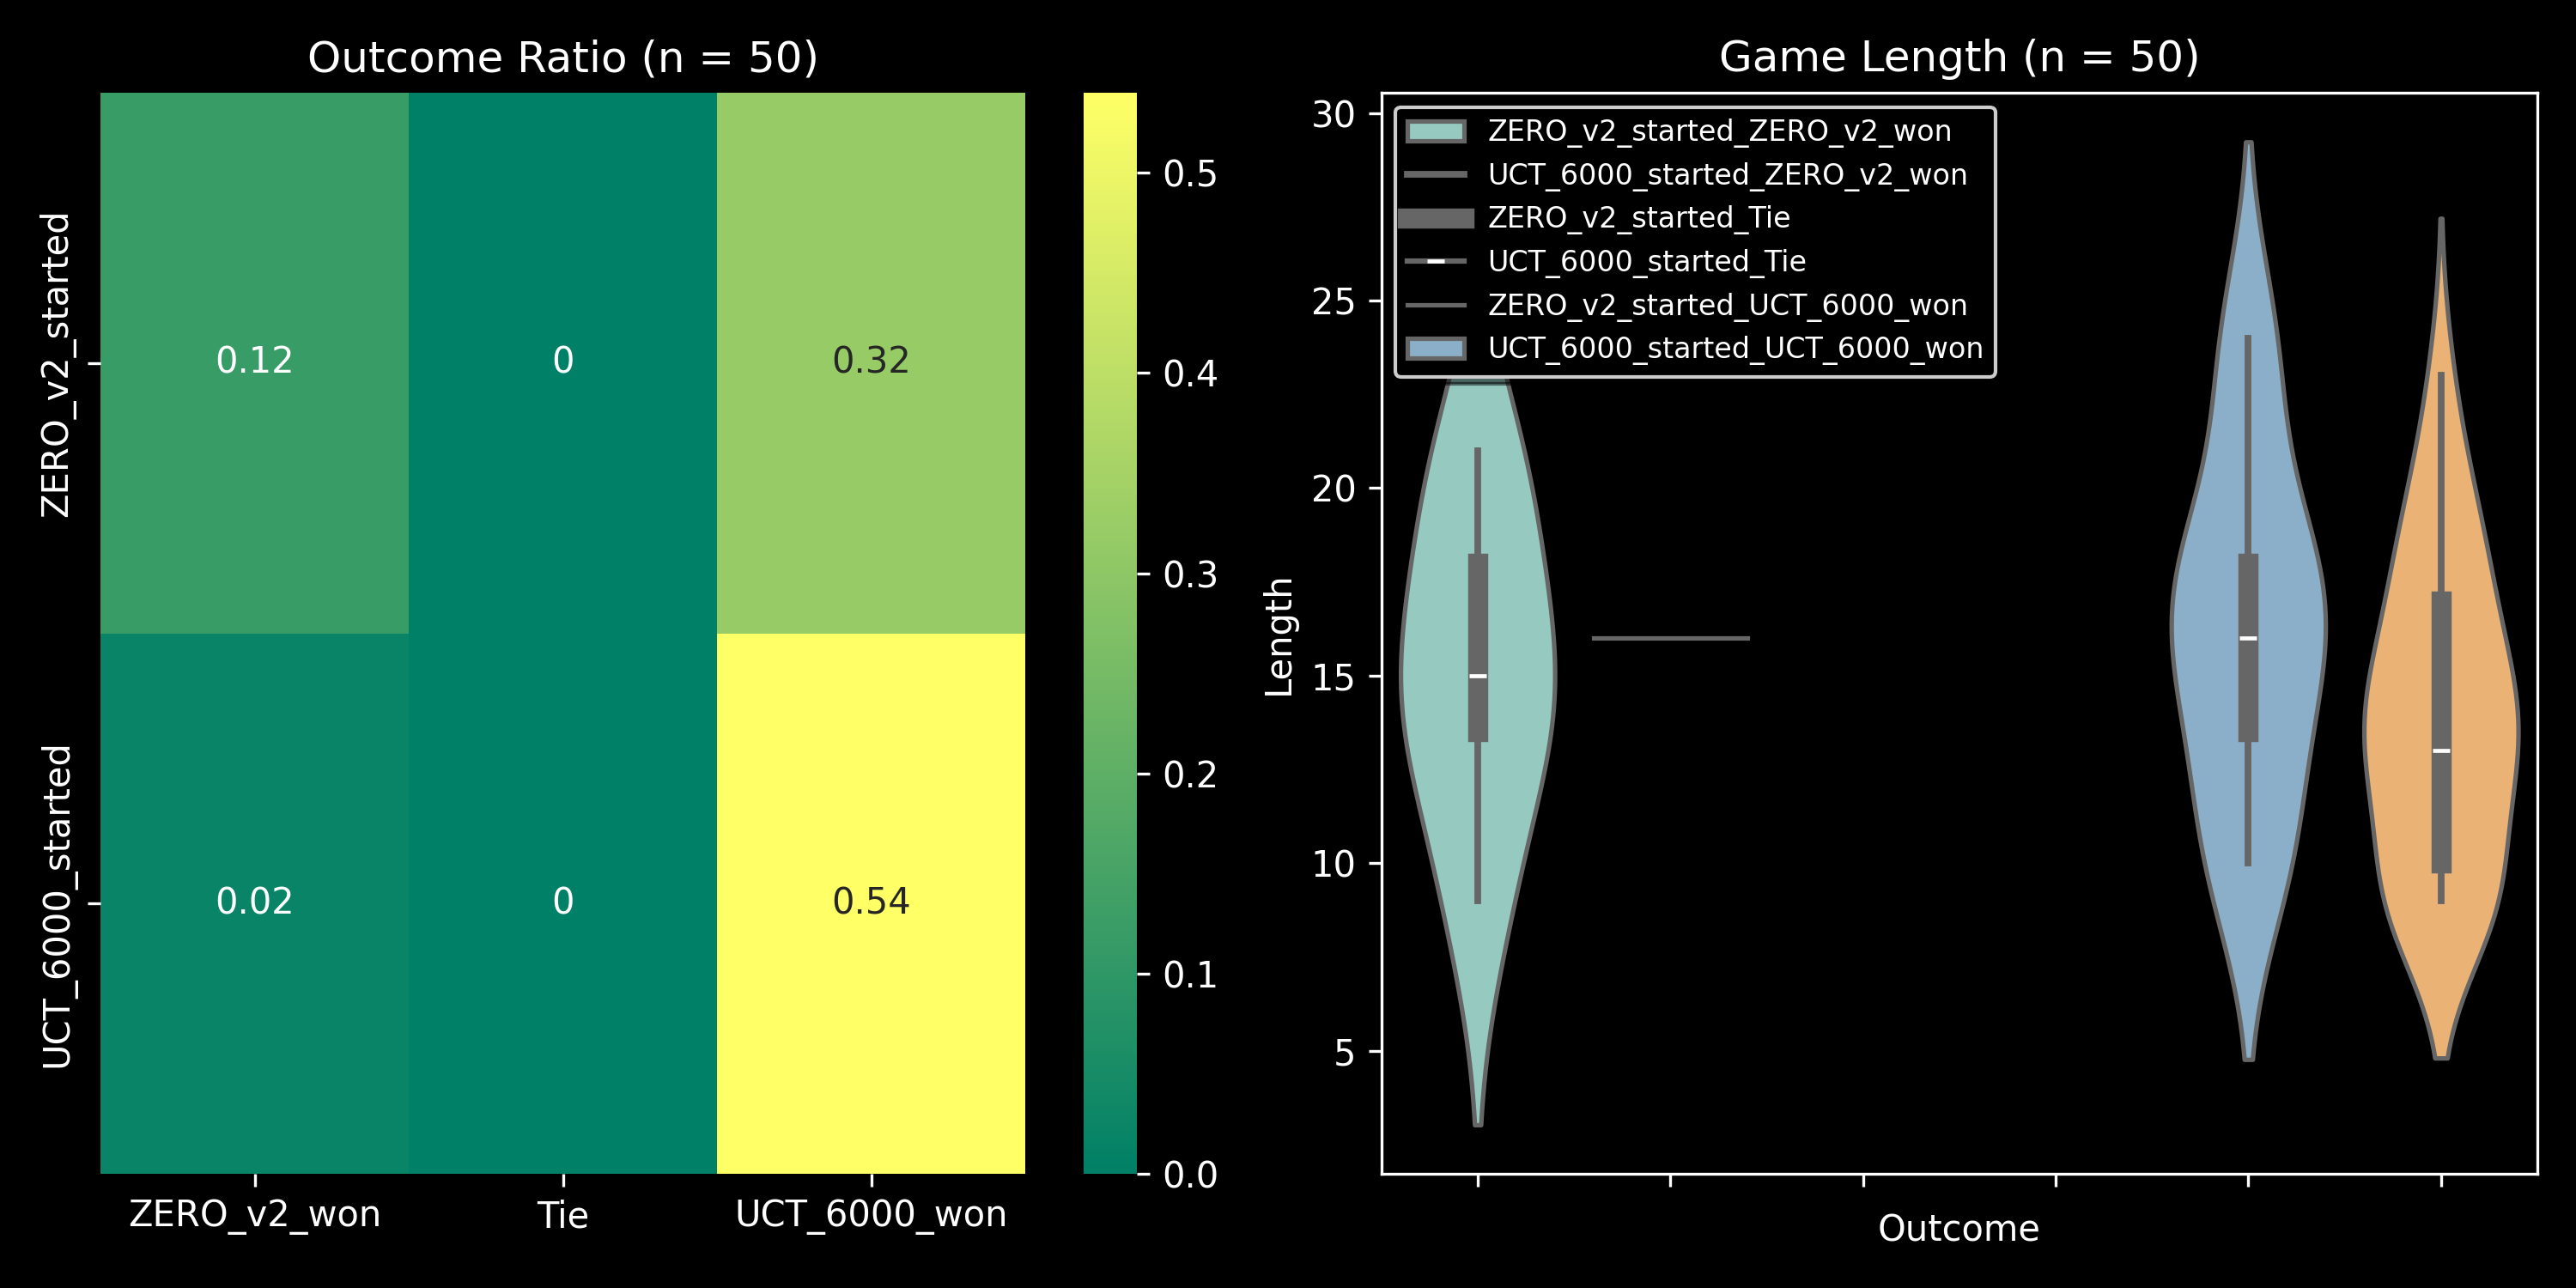 Outcome Ratio (n = 50)
ZERO_v2_started
UCT_6000_started
0.12
0
0.32
0.02
0
0.54
ZERO_v2_won
Tie
UCT_6000_won
0.5
0.4
0.3
0.2
0.1
0.0
Game Length (n = 50)
Length
30
25
20
15
10
5
ZERO_v2_started_ZERO_v2_won
UCT_6000_started_ZERO_v2_won
ZERO_v2_started_Tie
UCT_6000_started_Tie
ZERO_v2_started_UCT_6000_won
UCT_6000_started_UCT_6000_won
Outcome